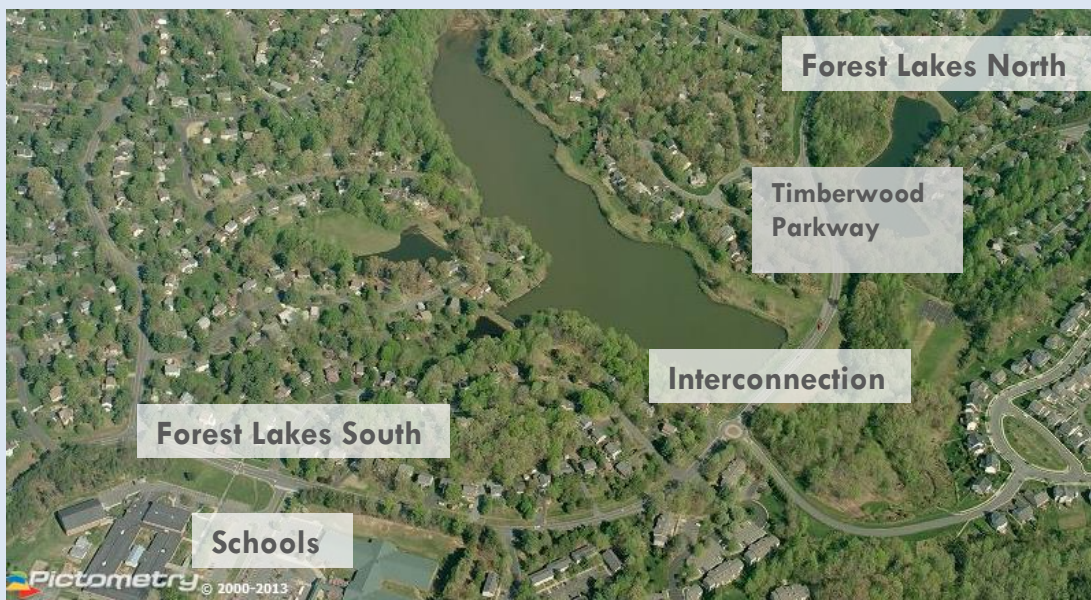 Forest Lakes North
Timberwood
Parkway
Interconnection
Forest Lakes South
Schools
Pictometry © 2000-2013